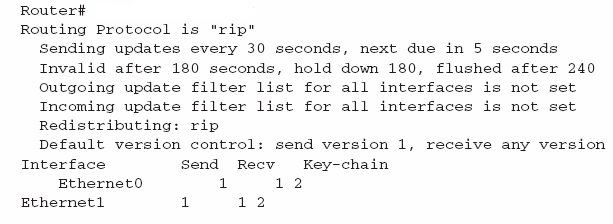 Router#
Routing Protocol is "rip"
Sending updates every 30 seconds, next due in 5 seconds
Invalid after 180 seconds, hold down 180, flushed after 240
Outgoing update filter list for all interfaces is not set
Incoming update filter list for all interfaces is not set
Redistributing: rip
Default version control: send version 1, receive any version
Interface Send Recv Key-chain
Ethernet0 1 1 2
Ethernet1 1 1 2